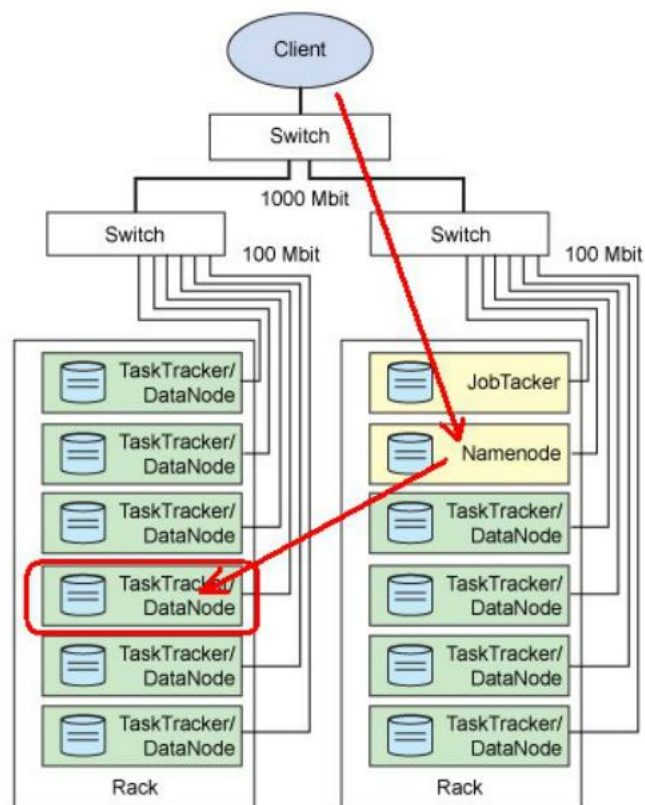 Client
Switch
1000 Mbit
Switch
Switch
100 Mbit
100 Mbit
TaskTracker/
DataNode
TaskTracker/
DataNode
TaskTracker/
DataNode
TaskTracker/
DataNode
TaskTracker/
DataNode
TaskTracker/
DataNode
Rack
JobTacker
Namenode
TaskTracker/
DataNode
TaskTracker/
DataNode
TaskTracker/
DataNode
TaskTracker/
DataNode
Rack